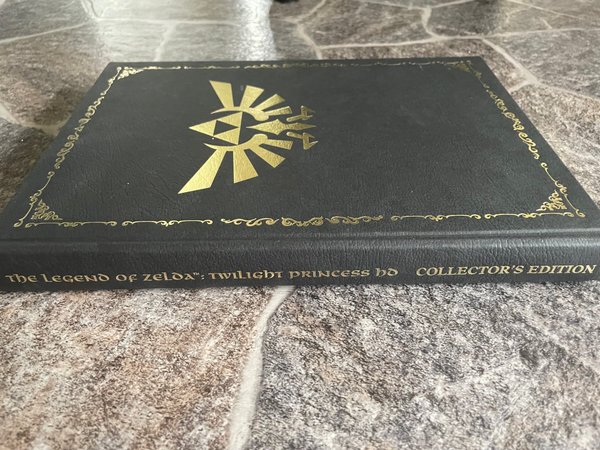 The Legend of Zelda™: Twilight Princess HD COLLECTOR'S EDITION